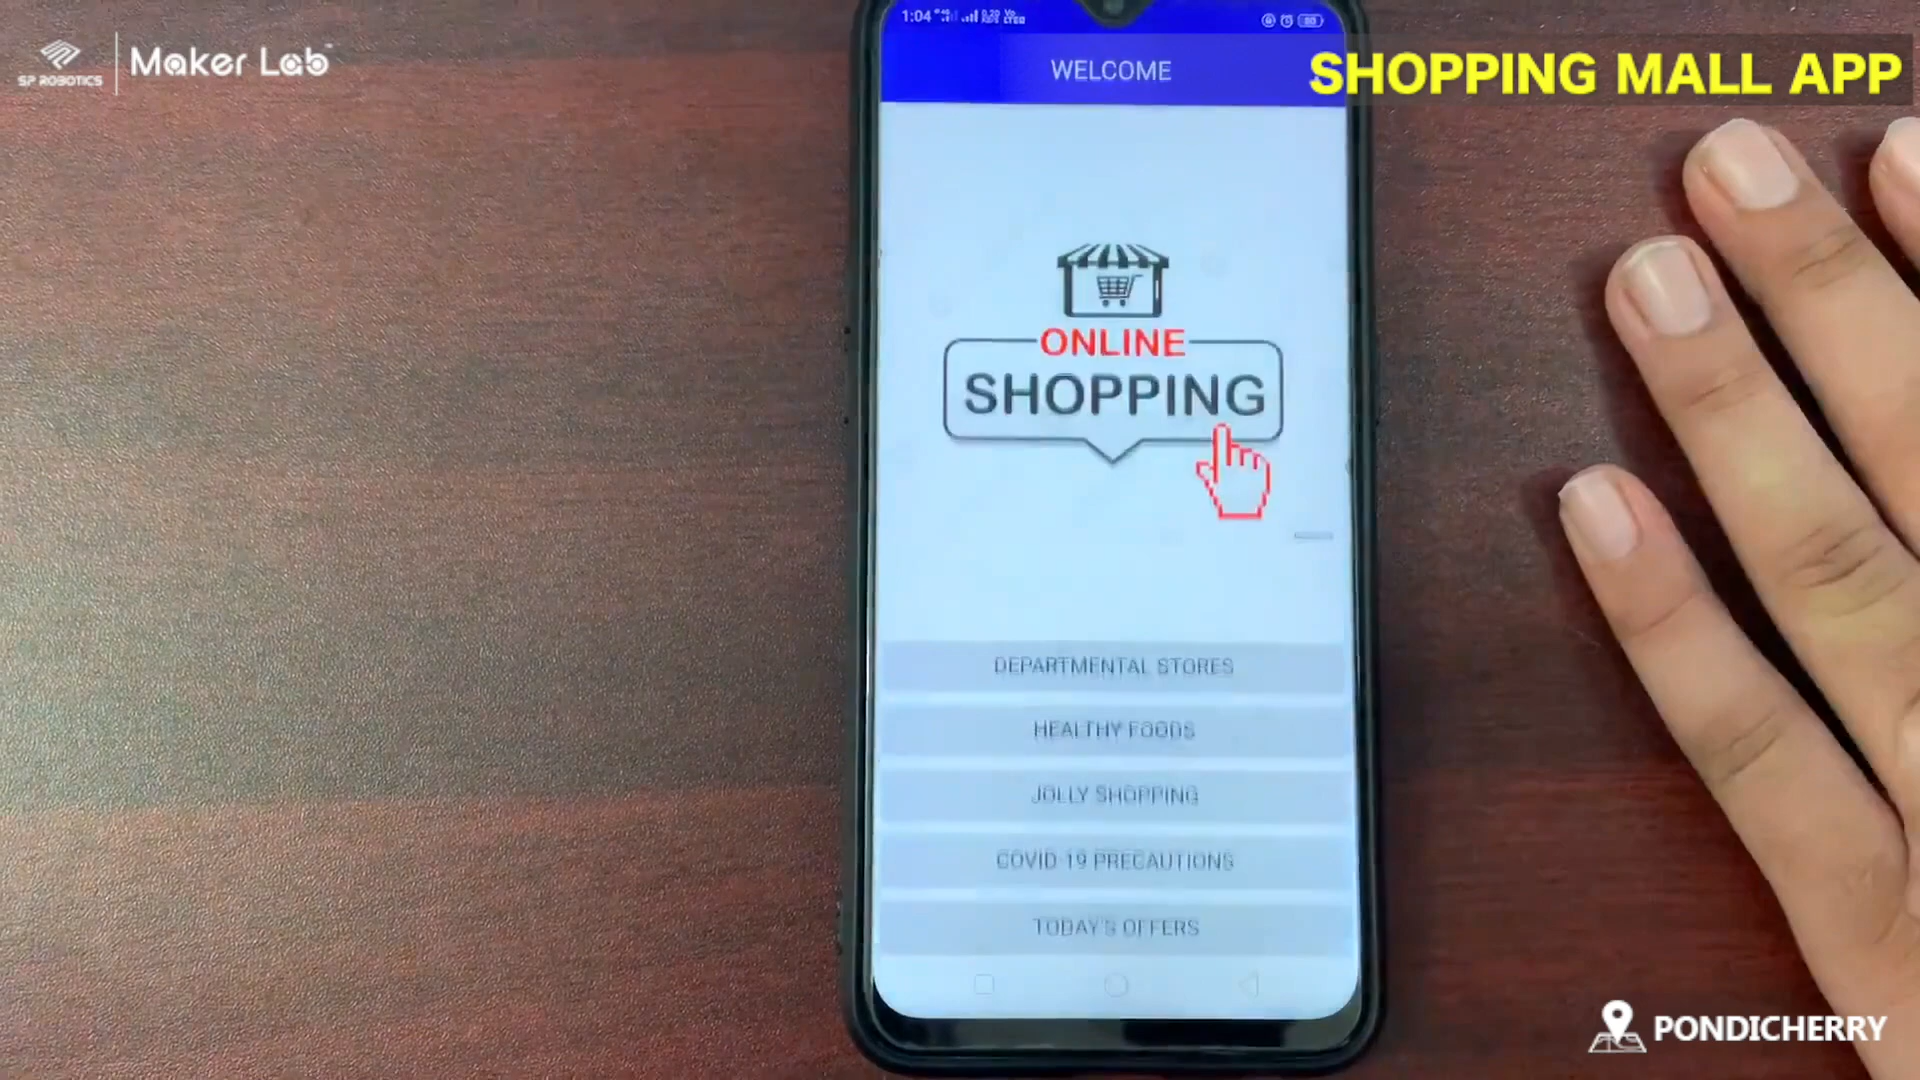 SP ROBOTICS
Maker Lab
1:04
WELCOME
SHOPPING MALL APP
ONLINE
SHOPPING
DEPARTMENTAL STORES
HEALTHY FOODS
JOLLY SHOPPING
COVID 19 PRECAUTIONS
TODAY'S OFFERS
PONDICHERRY